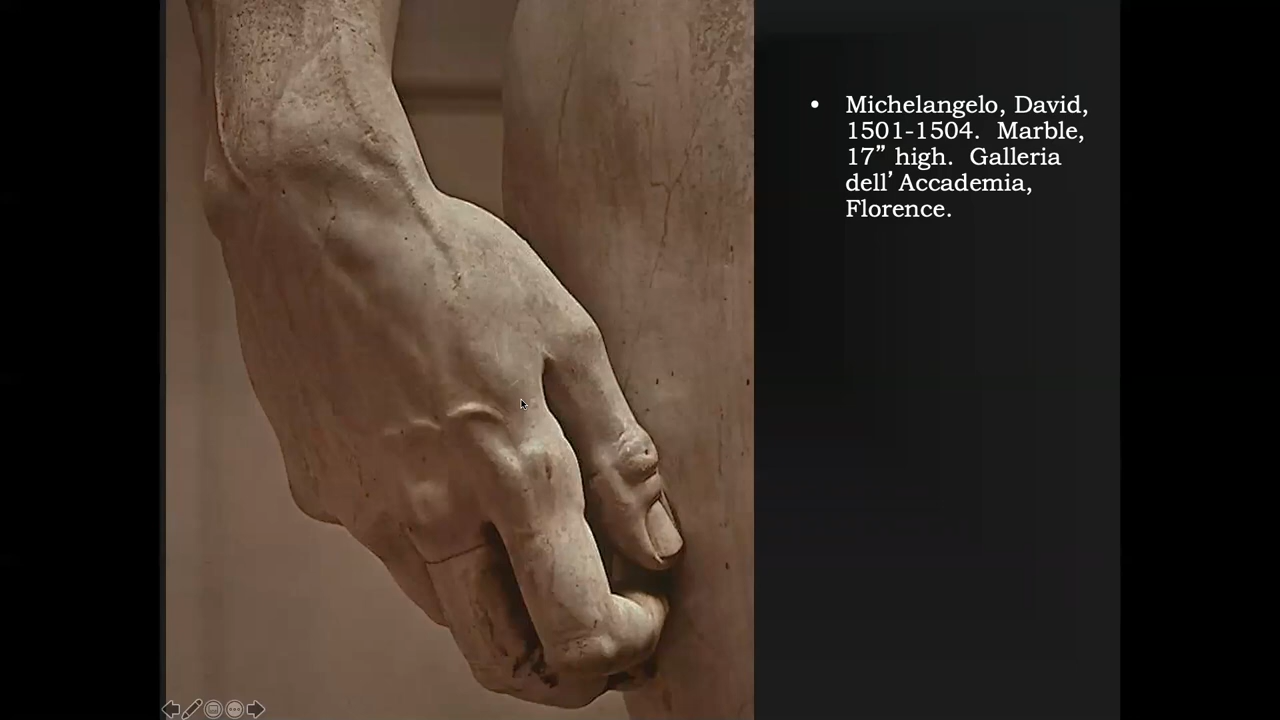 • Michelangelo, David,
1501-1504.  Marble,
17” high.  Galleria
dell’Accademia,
Florence.